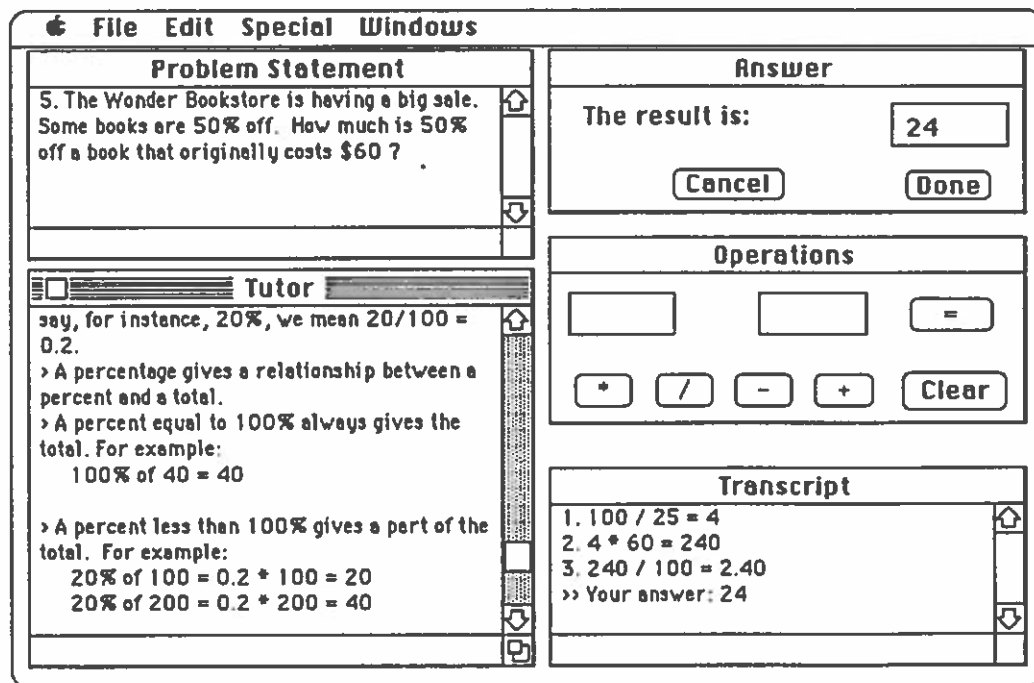 File Edit Special Windows
Problem Statement
5. The Wonder Bookstore is having a big sale.
Some books are 50% off. How much is 50%
off a book that originally costs $60 ?
Tutor
say, for instance, 20%, we mean 20/100 =
0.2.
> A percentage gives a relationship between a
percent and a total.
> A percent equal to 100% always gives the
total. For example:
100% of 40 = 40
> A percent less than 100% gives a part of the
total. For example:
20% of 100 = 0.2 * 100 = 20
20% of 200 = 0.2 * 200 = 40
Answer
The result is: 24
Cancel Done
Operations
=
* / - + Clear
Transcript
1. 100 / 25 = 4
2. 4 * 60 = 240
3. 240 / 100 = 2.40
>> Your answer: 24